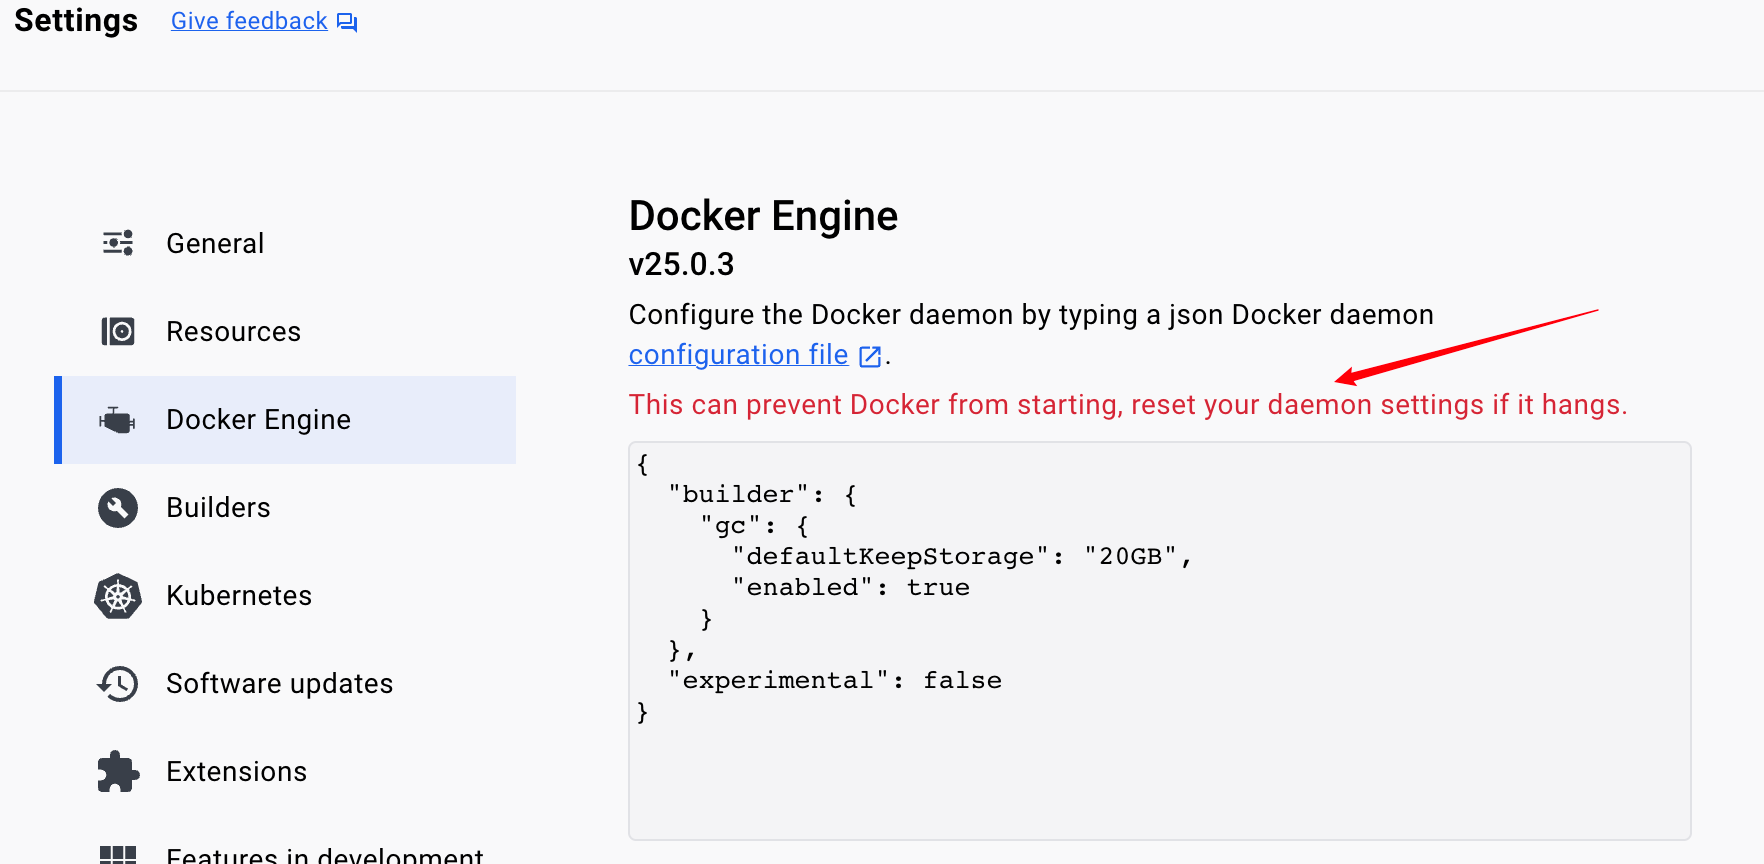 Settings Give feedback
General
Resources
Docker Engine
Builders
Kubernetes
Software updates
Extensions
Features in development
Docker Engine
v25.0.3
Configure the Docker daemon by typing a json Docker daemon
configuration file .
This can prevent Docker from starting, reset your daemon settings if it hangs.
{
  "builder": {
    "gc": {
      "defaultKeepStorage": "20GB",
      "enabled": true
    }
  },
  "experimental": false
}